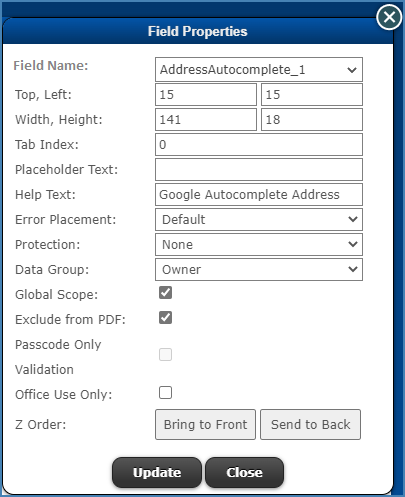 Field Properties
Field Name: AddressAutocomplete_1
Top, Left: 15 15
Width, Height: 141 18
Tab Index: 0
Placeholder Text:
Help Text: Google Autocomplete Address
Error Placement: Default
Protection: None
Data Group: Owner
Global Scope:
Exclude from PDF:
Passcode Only
Validation
Office Use Only:
Z Order: Bring to Front Send to Back
Update Close